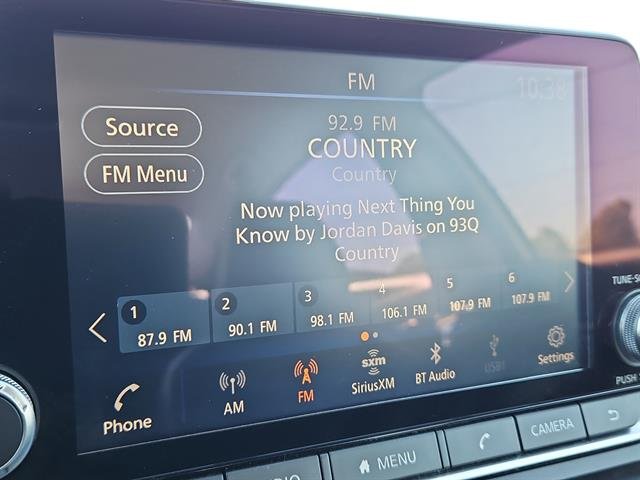 FM
10:38
Source
92.9 FM
COUNTRY
Country
FM Menu
Now playing Next Thing You
Know by Jordan Davis on 93Q
Country
1
87.9 FM
2
90.1 FM
3
98.1 FM
4
106.1 FM
5
107.9 FM
6
107.9 FM
Phone
AM
FM
sxm
SiriusXM
BT Audio
USB1
Settings
PUSH
MENU
CAMERA